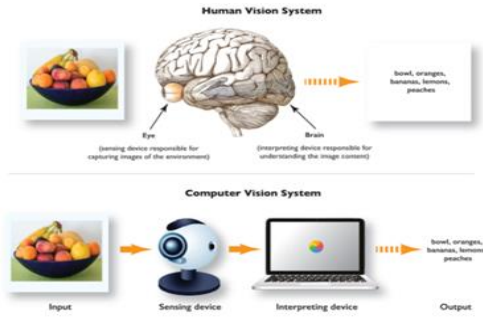 Human Vision System
bowl, oranges,
bananas, lemons,
peaches
Eye
(sensing device responsible for
capturing images of the environment)
Brain
(interpreting device responsible for
understanding the image content)
Computer Vision System
bowl, oranges,
bananas, lemons
peaches
Input
Sensing device
Interpreting device
Output